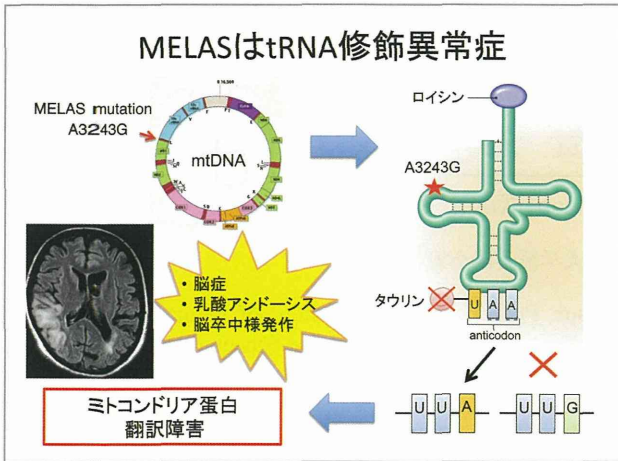 MELASはtRNA修飾異常症
MELAS mutation
A3243G
mtDNA
ロイシン
A3243G
・脳症
・乳酸アシドーシス
・脳卒中様発作
タウリン
U A A
anticodon
U U A
U U G
ミトコンドリア蛋白
翻訳障害